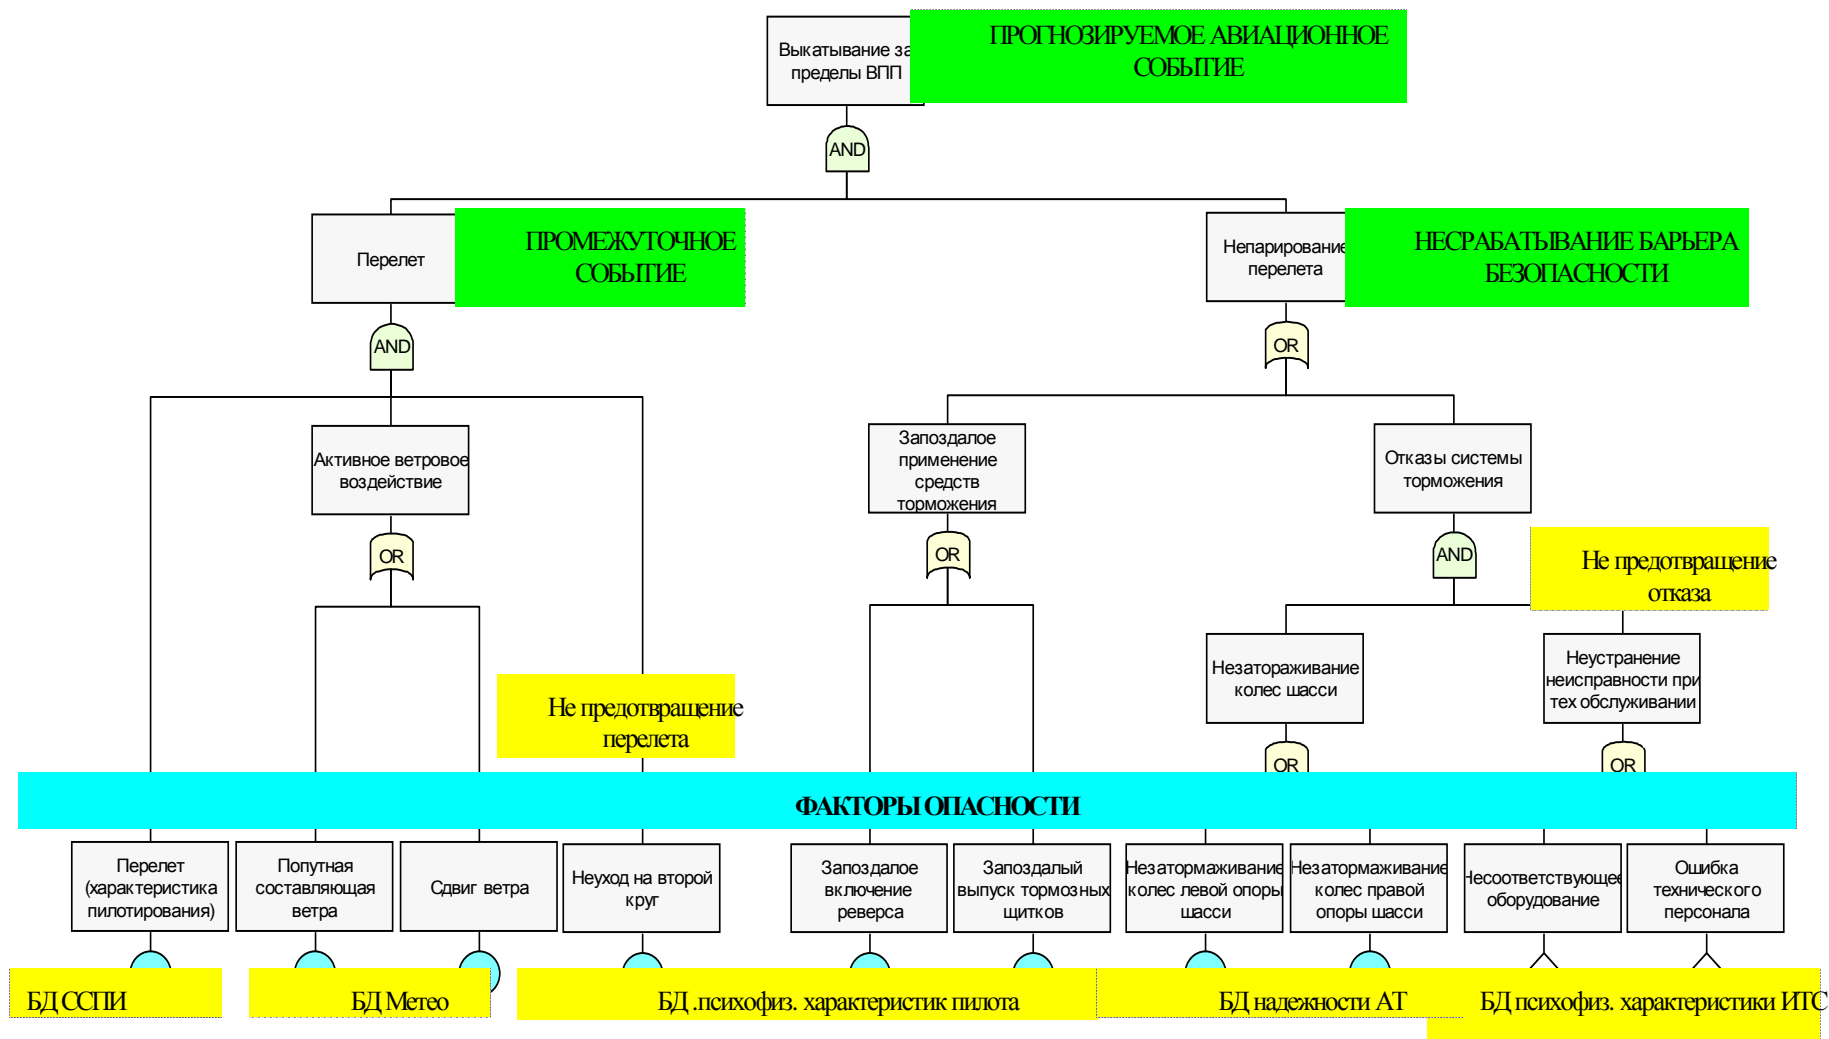 Выкатывание за
пределы ВПП
ПРОГНОЗИРУЕМОЕ АВИАЦИОННОЕ
СОБЫТИЕ
AND
Перелет
ПРОМЕЖУТОЧНОЕ
СОБЫТИЕ
Непарирование
перелета
НЕСРАБАТЫВАНИЕ БАРЬЕРА
БЕЗОПАСНОСТИ
AND
OR
Активное ветровое
воздействие
Запоздалое
применение
средств
торможения
Отказы системы
торможения
OR
OR
AND
Не предотвращение
отказа
Незатораживание
колес шасси
Неустранение
неисправности при
тех обслуживании
Не предотвращение
перелета
OR
OR
ФАКТОРЫ ОПАСНОСТИ
Перелет
(характеристика
пилотирования)
Попутная
составляющая
ветра
Сдвиг ветра
Неуход на второй
круг
Запоздалое
включение
реверса
Запоздалый
выпуск тормозных
щитков
Незатормаживание
колес левой опоры
шасси
Незатормаживание
колес правой
опоры шасси
Несоответствующее
оборудование
Ошибка
технического
персонала
БД ССПИ
БД Метео
БД .психофиз. характеристик пилота
БД надежности АТ
БД психофиз. характеристики ИТС